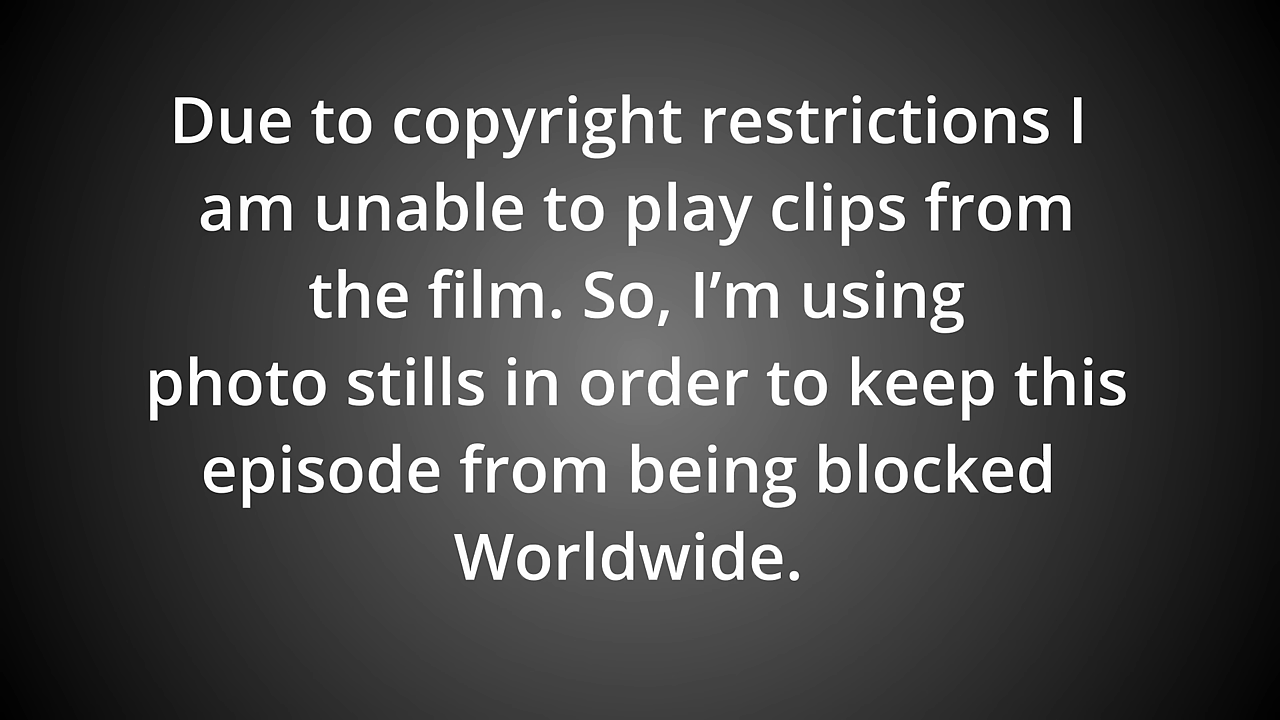 Due to copyright restrictions I
am unable to play clips from
the film. So, I’m using
photo stills in order to keep this
episode from being blocked
Worldwide.